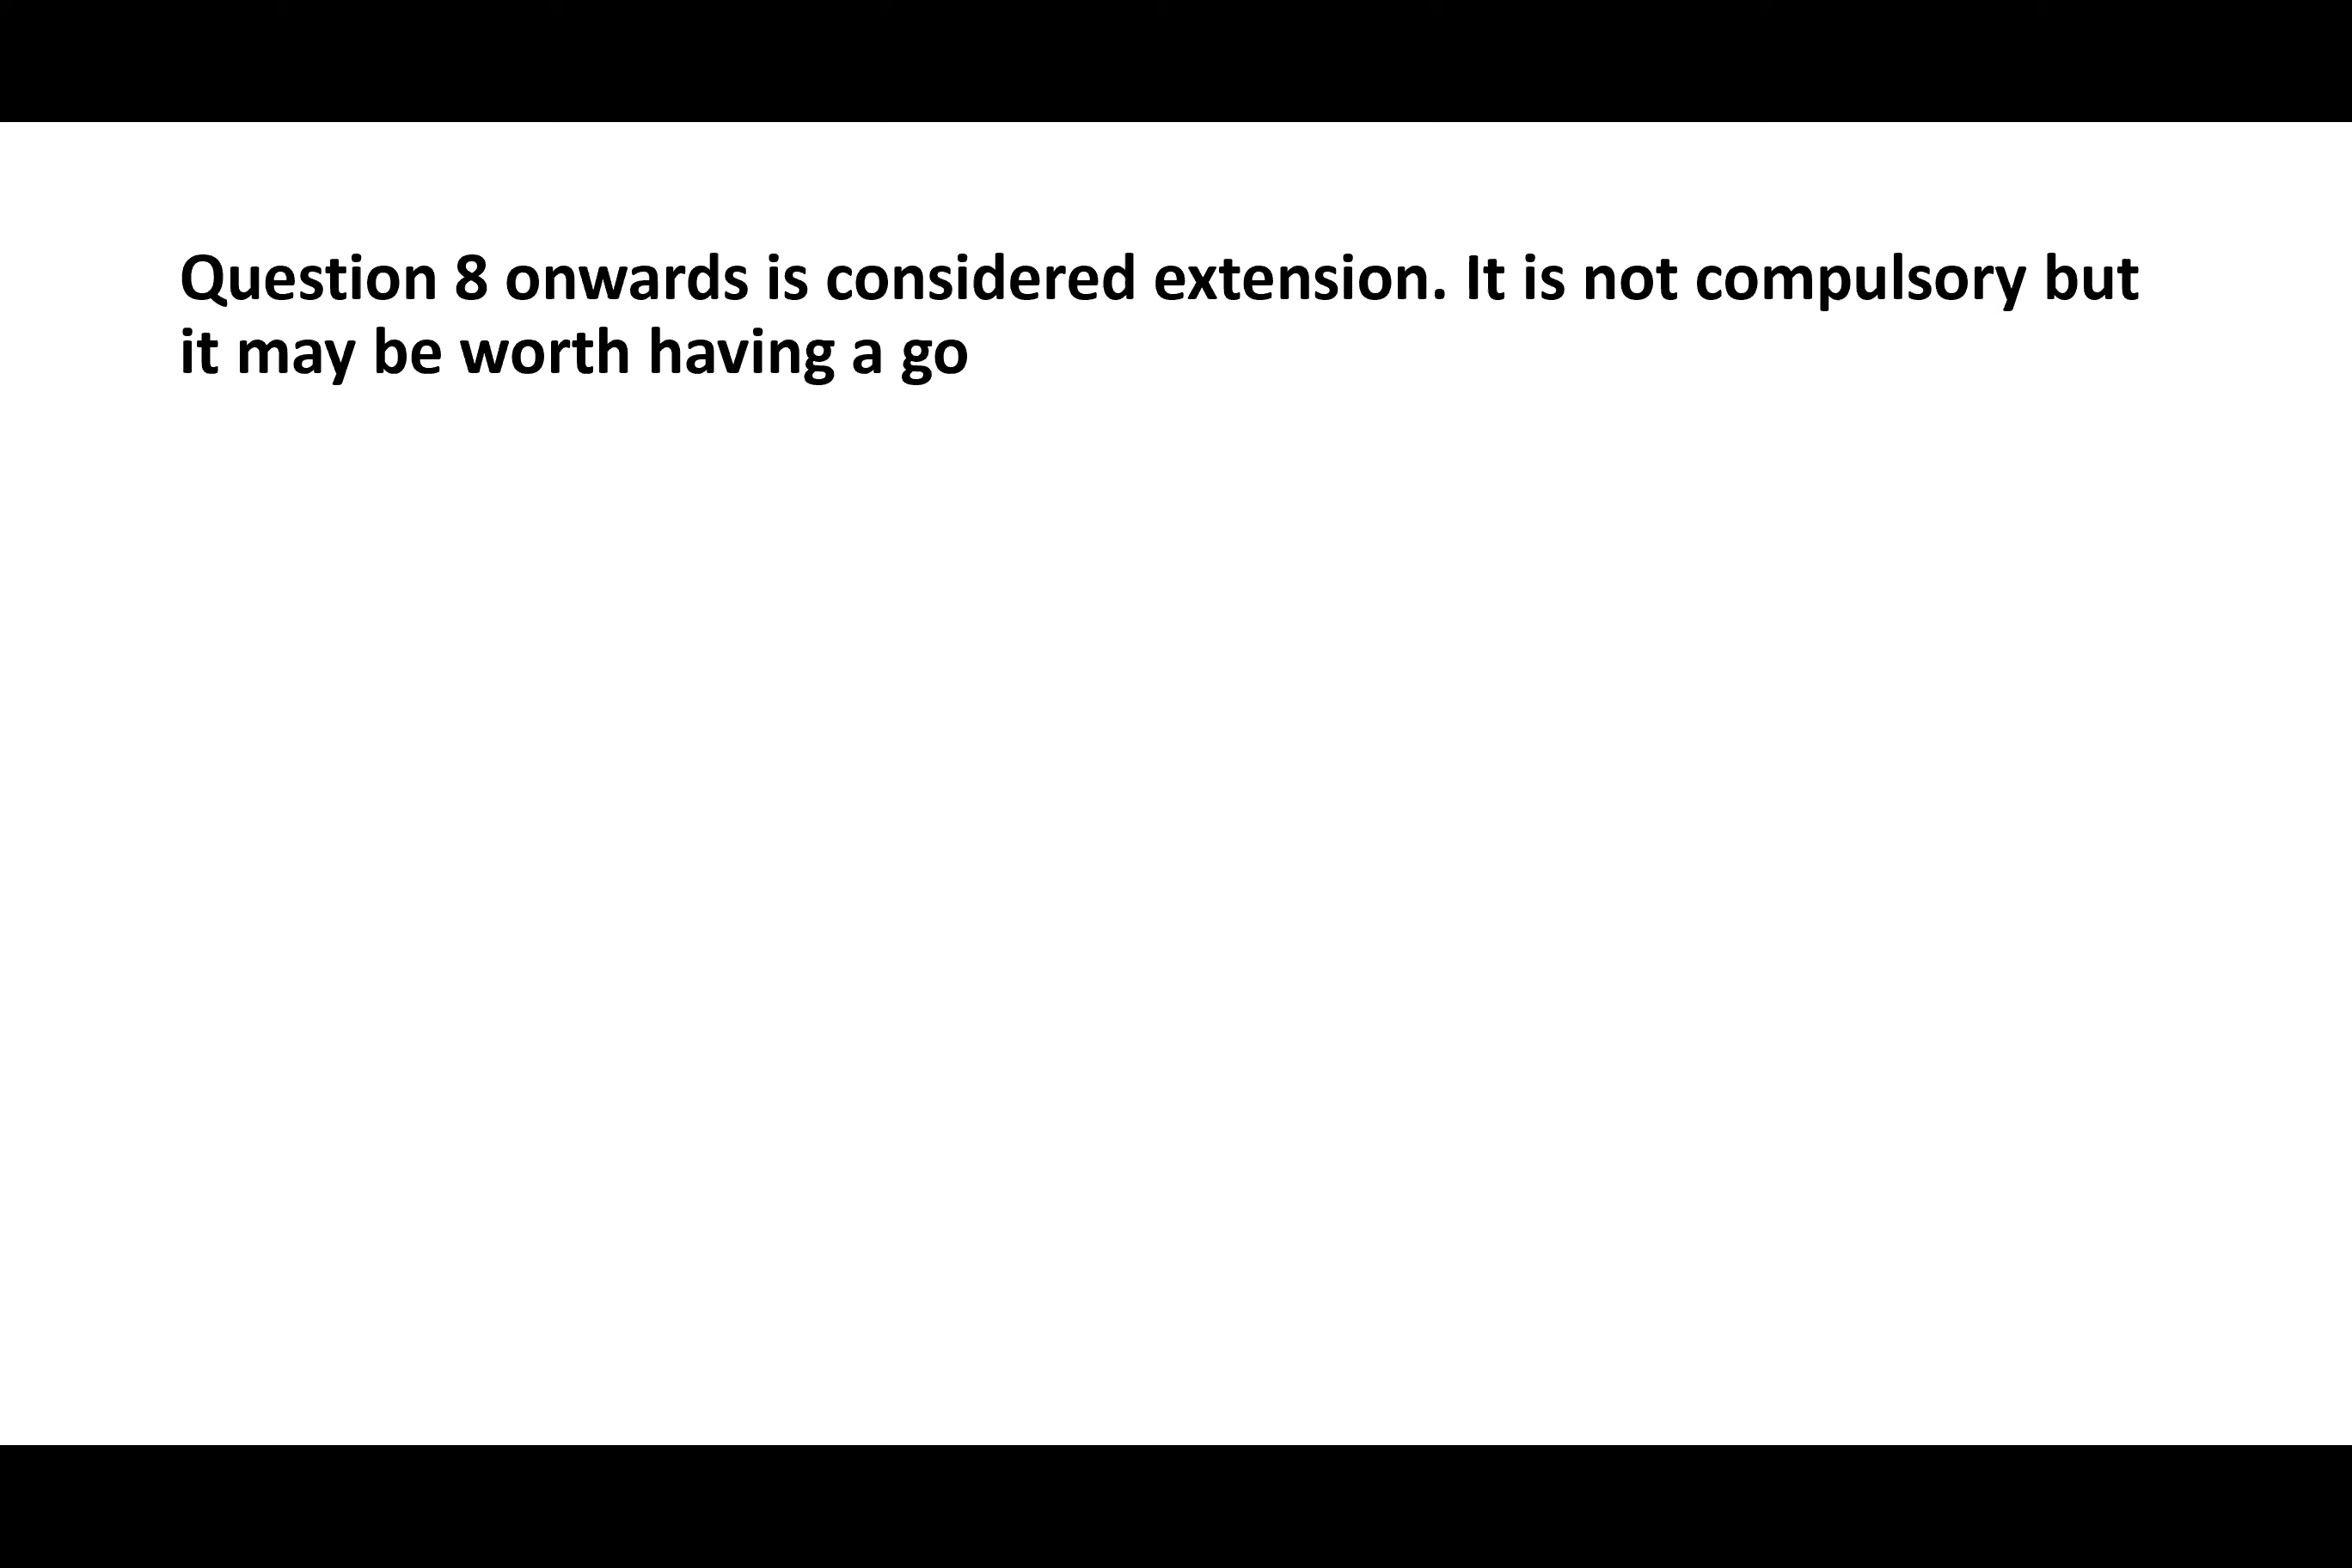 Question 8 onwards is considered extension. It is not compulsory but
it may be worth having a go